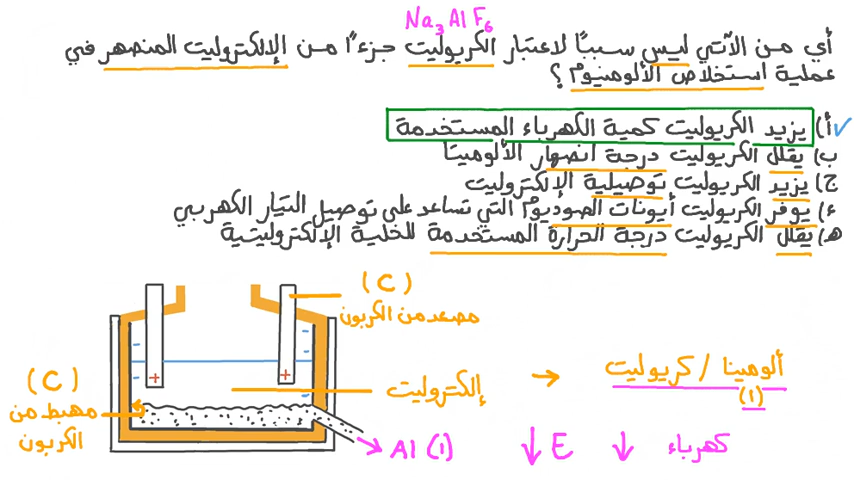 Na₃AlF₆
أي من الآتي ليس سببًا لاعتبار الكريوليت جزءًا من الإلكتروليت المنصهر في
عملية استخلاص الألومنيوم؟
أ) يزيد الكريوليت كمية الكهرباء المستخدمة ✓
ب) يقلل الكريوليت درجة انصهار الألومينا
ج) يزيد الكريوليت توصيلية الإلكتروليت
د) يوفر الكريوليت أيونات الصوديوم التي تساعد على توصيل التيار الكهربي
هـ) يقلل الكريوليت درجة الحرارة المستخدمة للخلية الإلكتروليتية
(C)
مصعد من الكربون
+ +
(C)
مهبط من
الكربون
إلكتروليت → ألومينا / كريوليت
(l)
Al (l) ↓ E ↓ كهرباء